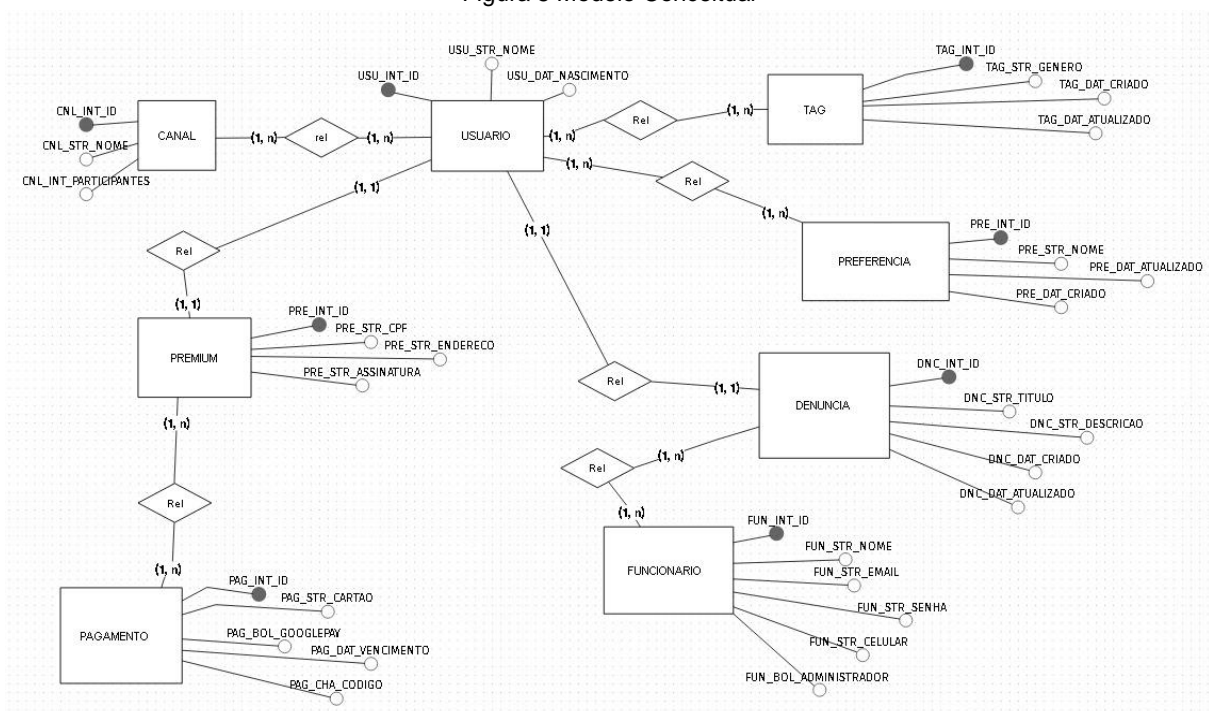 Figura 3 Modelo Conceitual
USU_STR_NOME
USU_INT_ID
USU_DAT_NASCIMENTO
TAG_INT_ID
TAG_STR_GENERO
TAG_DAT_CRIADO
TAG_DAT_ATUALIZADO
TAG
CNL_INT_ID
CNL_STR_NOME
CNL_INT_PARTICIPANTES
CANAL
(1, n)
rel
(1, n)
USUARIO
(1, n)
Rel
(1, n)
(1, n)
Rel
(1, n)
PRE_INT_ID
PRE_STR_NOME
PRE_DAT_ATUALIZADO
PRE_DAT_CRIADO
PREFERENCIA
(1, 1)
Rel
(1, 1)
(1, 1)
Rel
(1, 1)
PREMIUM
PRE_INT_ID
PRE_STR_CPF
PRE_STR_ENDERECO
PRE_STR_ASSINATURA
DENUNCIA
DNC_INT_ID
DNC_STR_TITULO
DNC_STR_DESCRICAO
DNC_DAT_CRIADO
DNC_DAT_ATUALIZADO
(1, n)
Rel
(1, n)
(1, n)
Rel
(1, n)
PAGAMENTO
PAG_INT_ID
PAG_STR_CARTAO
PAG_BOL_GOOGLEPAY
PAG_DAT_VENCIMENTO
PAG_CHA_CODIGO
FUNCIONARIO
FUN_INT_ID
FUN_STR_NOME
FUN_STR_EMAIL
FUN_STR_SENHA
FUN_STR_CELULAR
FUN_BOL_ADMINISTRADOR